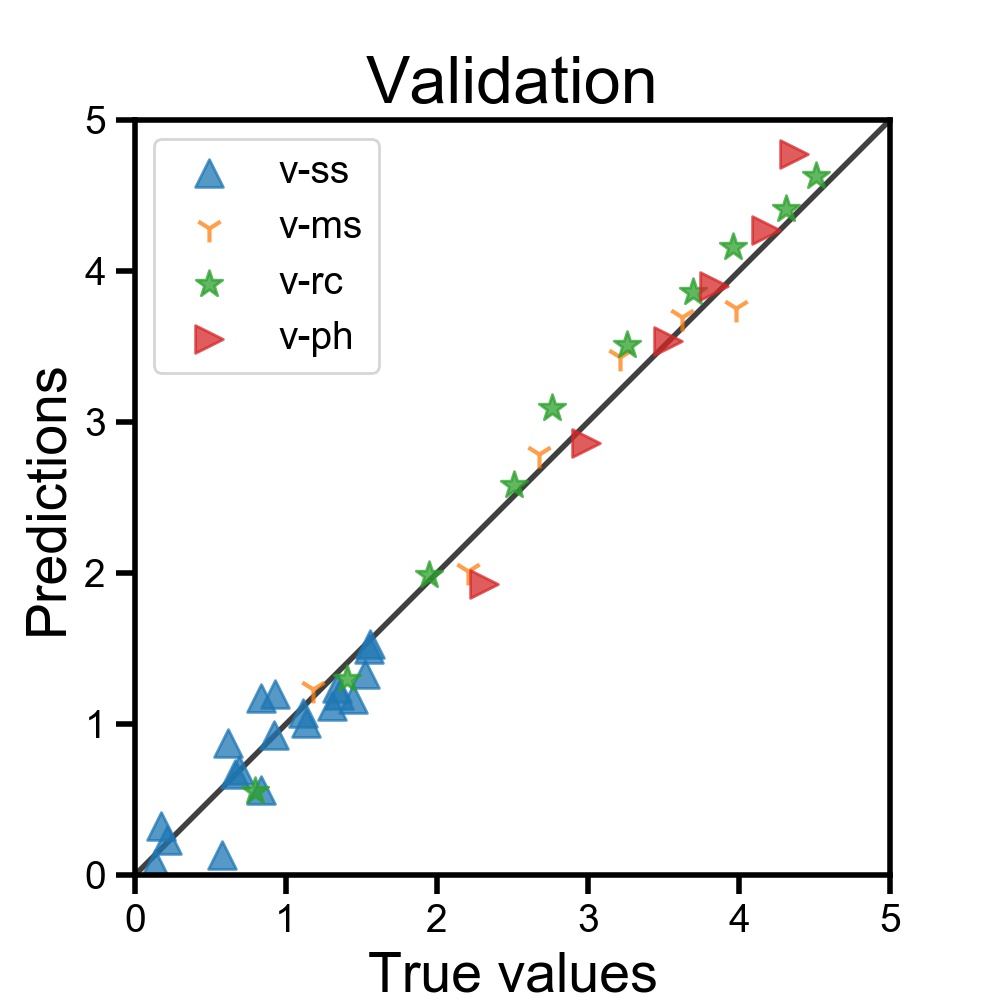 Validation
v-ss
v-ms
v-rc
v-ph
5
4
3
2
1
0
Predictions
0 1 2 3 4 5
True values